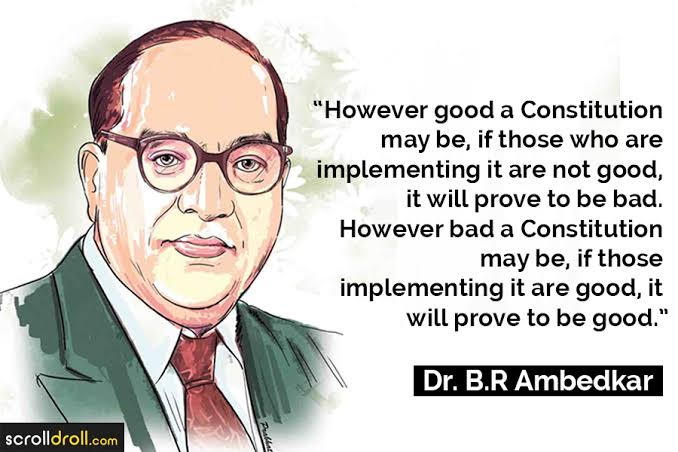 “However good a Constitution
may be, if those who are
implementing it are not good,
it will prove to be bad.
However bad a Constitution
may be, if those
implementing it are good, it
will prove to be good.”
Dr. B.R Ambedkar
scrolldroll.com